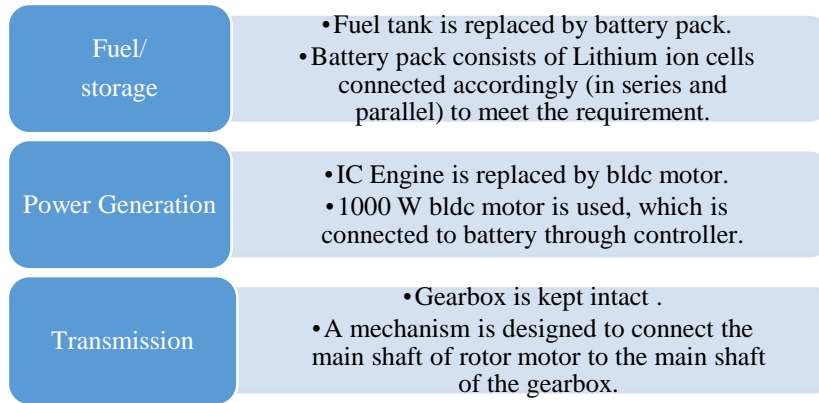 Fuel/
storage
•Fuel tank is replaced by battery pack.
•Battery pack consists of Lithium ion cells
connected accordingly (in series and
parallel) to meet the requirement.
Power Generation
•IC Engine is replaced by bldc motor.
•1000 W bldc motor is used, which is
connected to battery through controller.
Transmission
•Gearbox is kept intact .
•A mechanism is designed to connect the
main shaft of rotor motor to the main shaft
of the gearbox.